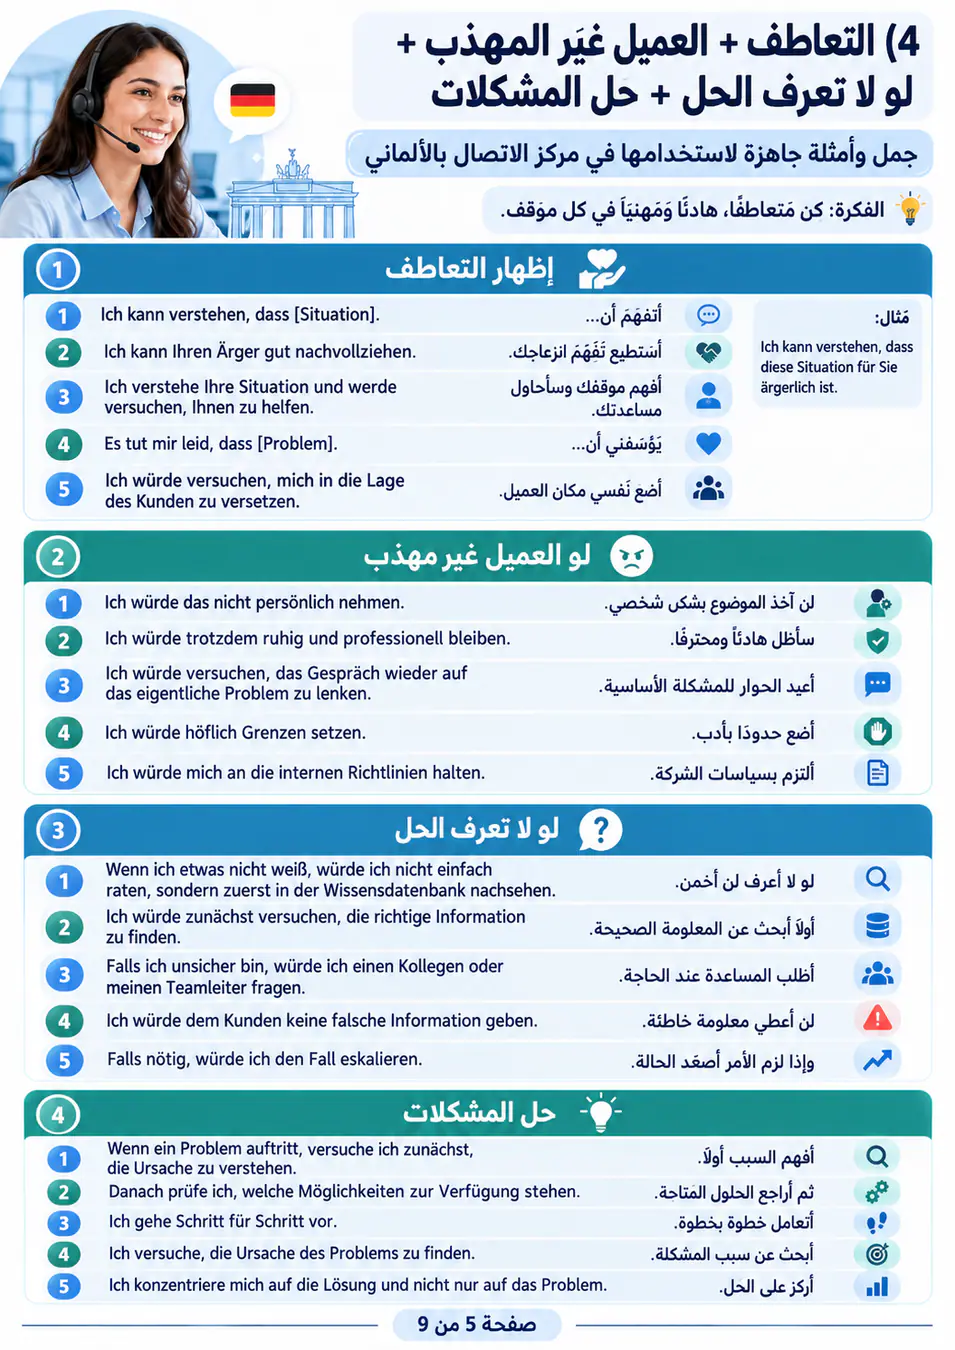 4) التعاطف + العميل غيَر المهذب +
لو لا تعرف الحل + حل المشكلات
جمل وأمثلة جاهزة لاستخدامها في مركز الاتصال بالألماني
الفكرة: كن مَتعاطفًا، هادئًا وَمَهنيَاَ في كل موَقف.
1 إظهار التعاطف
1 Ich kann verstehen, dass [Situation]. أتفهَمَ أن...
2 Ich kann Ihren Ärger gut nachvollziehen. أسَتطيع تَفَهَمَ انزعاجك.
3 Ich verstehe Ihre Situation und werde
versuchen, Ihnen zu helfen.
أفهم موقفك وسأحاول
مساعدتك.
4 Es tut mir leid, dass [Problem]. يَؤسَفني أن...
5 Ich würde versuchen, mich in die Lage
des Kunden zu versetzen.
أضع نَفسي مكان العميل.
مَثال:
Ich kann verstehen, dass
diese Situation für Sie
ärgerlich ist.
2 لو العميل غير مهذب
1 Ich würde das nicht persönlich nehmen. لن آخذ الموضوع بشكل شخصي.
2 Ich würde trotzdem ruhig und professionell bleiben. سأظل هادئاً ومحترفًا.
3 Ich würde versuchen, das Gespräch wieder auf
das eigentliche Problem zu lenken.
أعيد الحوار للمشكلة الأساسية.
4 Ich würde höflich Grenzen setzen. أضع حدودَا بأدب.
5 Ich würde mich an die internen Richtlinien halten. ألتزم بسياسات الشركة.
3 لو لا تعرف الحل
1 Wenn ich etwas nicht weiß, würde ich nicht einfach
raten, sondern zuerst in der Wissensdatenbank nachsehen.
لو لا أعرف لن أخمن.
2 Ich würde zunächst versuchen, die richtige Information
zu finden.
أولاَ أبحث عن المعلومة الصحيحة.
3 Falls ich unsicher bin, würde ich einen Kollegen oder
meinen Teamleiter fragen.
أظلب المساعدة عند الحاجة.
4 Ich würde dem Kunden keine falsche Information geben. لن أعطي معلومة خاطئة.
5 Falls nötig, würde ich den Fall eskalieren. وإذا لزم الأمر أصعَد الحالة.
4 حل المشكلات
1 Wenn ein Problem auftritt, versuche ich zunächst,
die Ursache zu verstehen.
أفهم السبب أولَا.
2 Danach prüfe ich, welche Möglichkeiten zur Verfügung stehen. ثم أراجع الحلول المَتاحة.
3 Ich gehe Schritt für Schritt vor. أتعامل خطوة بخطوة.
4 Ich versuche, die Ursache des Problems zu finden. أبحث عن سبب المشكلة.
5 Ich konzentriere mich auf die Lösung und nicht nur auf das Problem. أركز على الحل.
صفحة 5 من 9